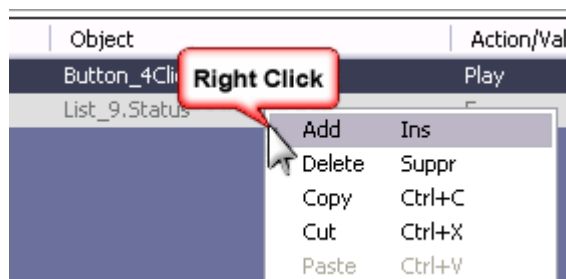 Object Action/Val
Button_4Cli Play
Right Click
List_9.Status
Add Ins
Delete Suppr
Copy Ctrl+C
Cut Ctrl+X
Paste Ctrl+V